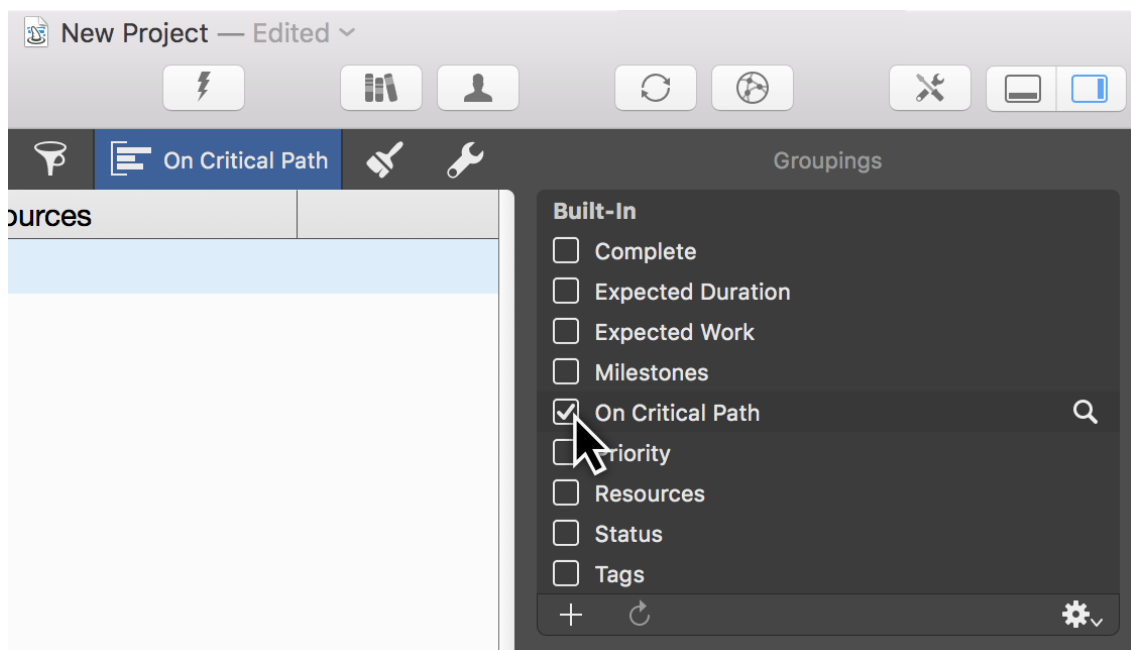 New Project — Edited
On Critical Path
Groupings
ources
Built-In
Complete
Expected Duration
Expected Work
Milestones
On Critical Path
Priority
Resources
Status
Tags